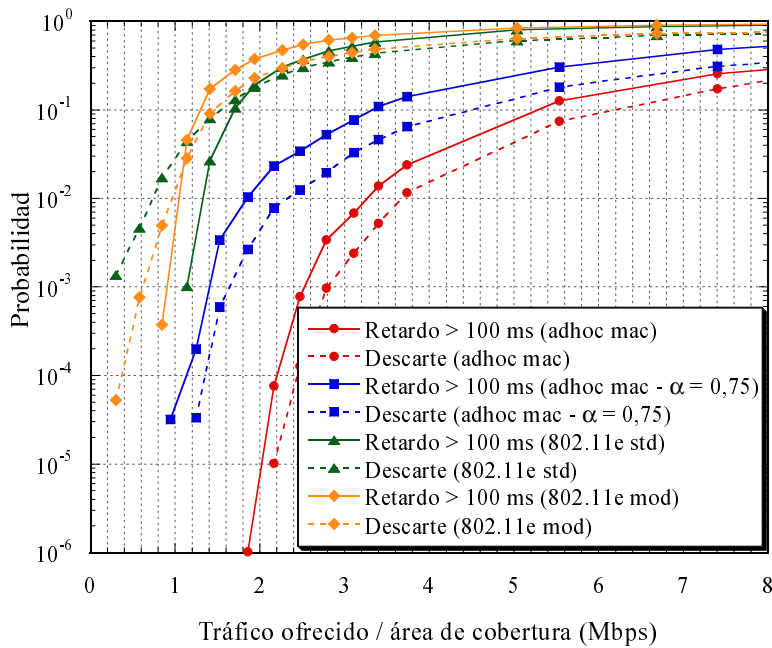 10^0
10^-1
10^-2
10^-3
10^-4
10^-5
10^-6
Probabilidad
Retardo > 100 ms (adhoc mac)
Descarte (adhoc mac)
Retardo > 100 ms (adhoc mac - α = 0,75)
Descarte (adhoc mac - α = 0,75)
Retardo > 100 ms (802.11e std)
Descarte (802.11e std)
Retardo > 100 ms (802.11e mod)
Descarte (802.11e mod)
0 1 2 3 4 5 6 7 8
Tráfico ofrecido / área de cobertura (Mbps)